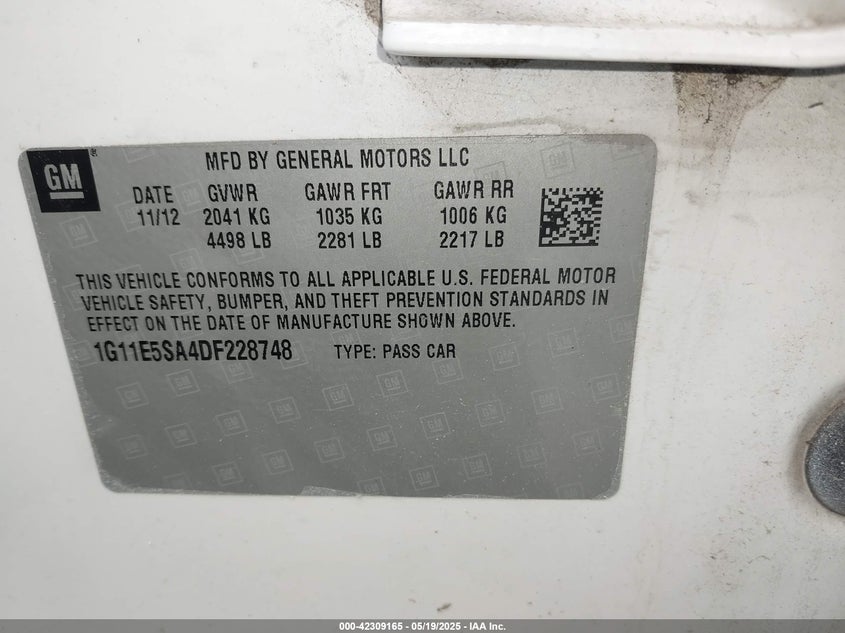 GM
MFD BY GENERAL MOTORS LLC
DATE GVWR GAWR FRT GAWR RR
11/12 2041 KG 1035 KG 1006 KG
4498 LB 2281 LB 2217 LB
THIS VEHICLE CONFORMS TO ALL APPLICABLE U.S. FEDERAL MOTOR
VEHICLE SAFETY, BUMPER, AND THEFT PREVENTION STANDARDS IN
EFFECT ON THE DATE OF MANUFACTURE SHOWN ABOVE.
1G11E5SA4DF228748 TYPE: PASS CAR
000-42309165 - 05/19/2025 - IAA Inc.